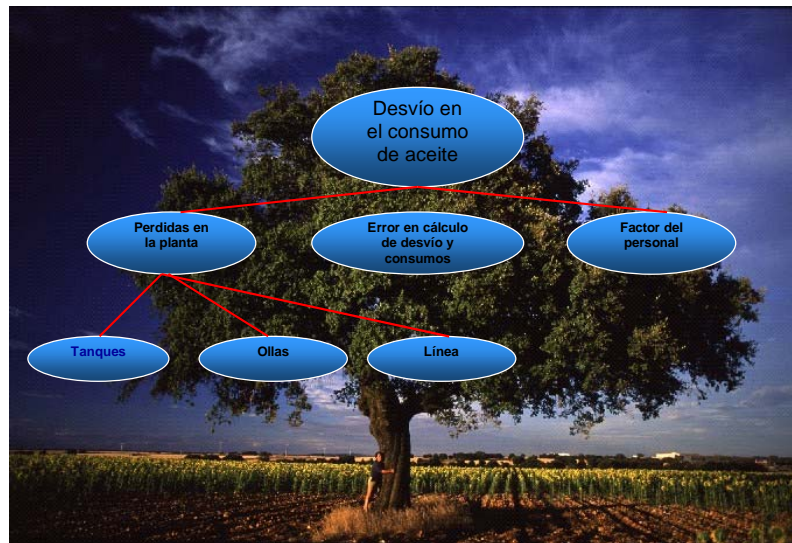 Desvío en
el consumo
de aceite
Perdidas en
la planta
Error en cálculo
de desvío y
consumos
Factor del
personal
Tanques
Ollas
Línea